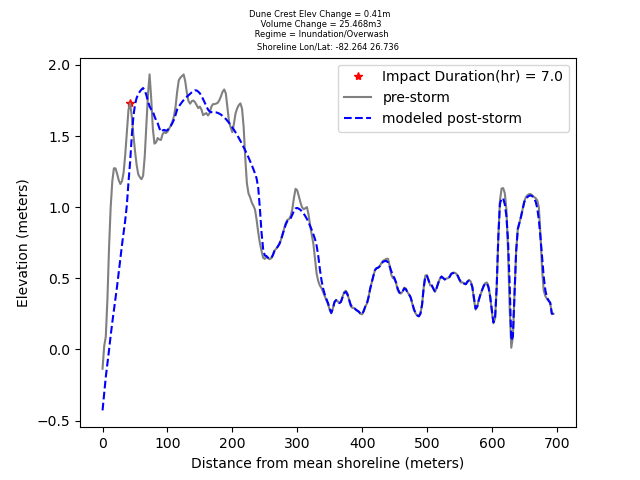 Dune Crest Elev Change = 0.41m
Volume Change = 25.468m3
Regime = Inundation/Overwash
Shoreline Lon/Lat: -82.264 26.736
Impact Duration(hr) = 7.0
pre-storm
modeled post-storm
2.0
1.5
1.0
0.5
0.0
−0.5
Elevation (meters)
0 100 200 300 400 500 600 700
Distance from mean shoreline (meters)